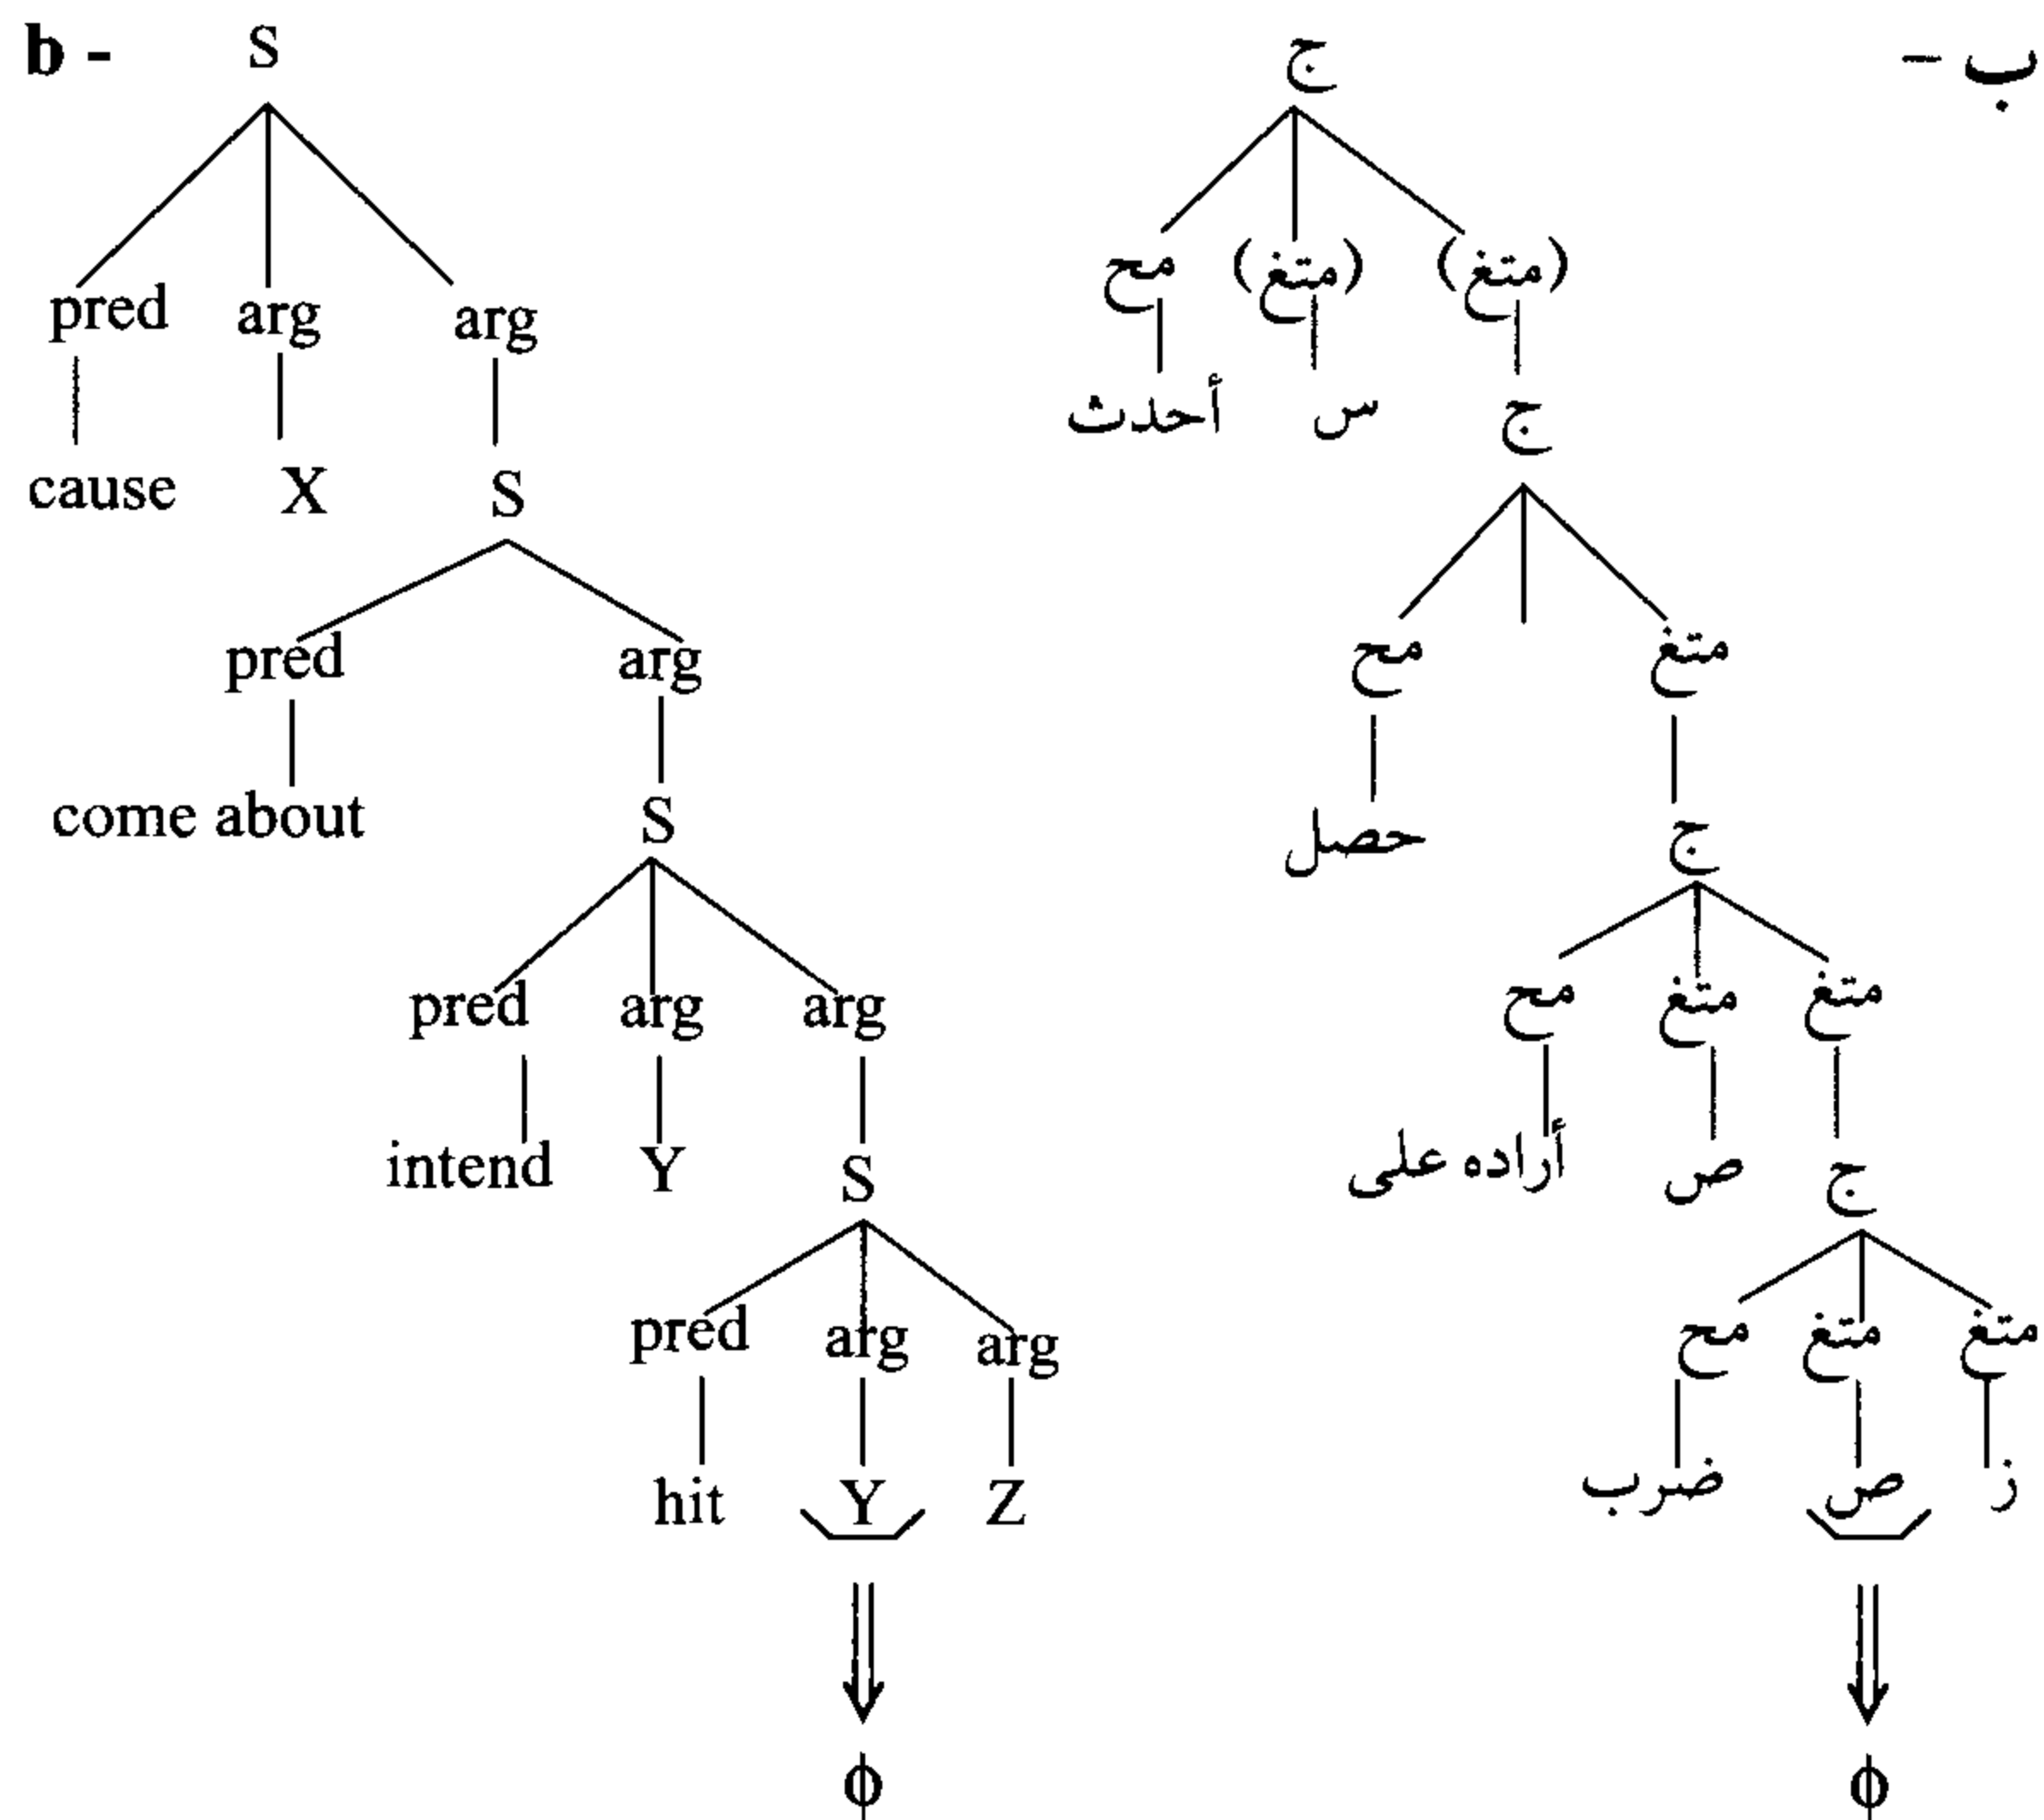 b - S ج ب -
pred arg arg مح (متغ) (متغ)
cause X S أحدث س ج
pred arg مح متغ
come about S حصل ج
pred arg arg مح متغ متغ
intend Y S أراده على ص ج
pred arg arg مح متغ متغ
hit Y Z ضرب ص ز
ϕ ϕ